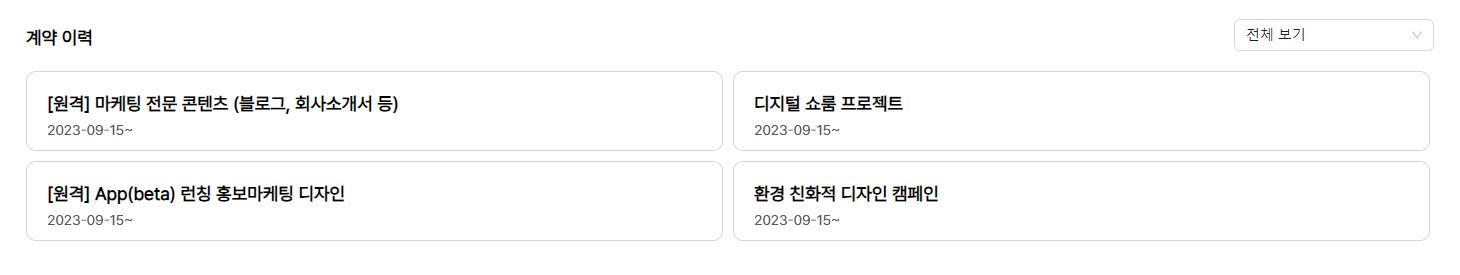 계약 이력
전체 보기
[원격] 마케팅 전문 콘텐츠 (블로그, 회사소개서 등)
2023-09-15~
디지털 쇼룸 프로젝트
2023-09-15~
[원격] App(beta) 런칭 홍보마케팅 디자인
2023-09-15~
환경 친화적 디자인 캠페인
2023-09-15~